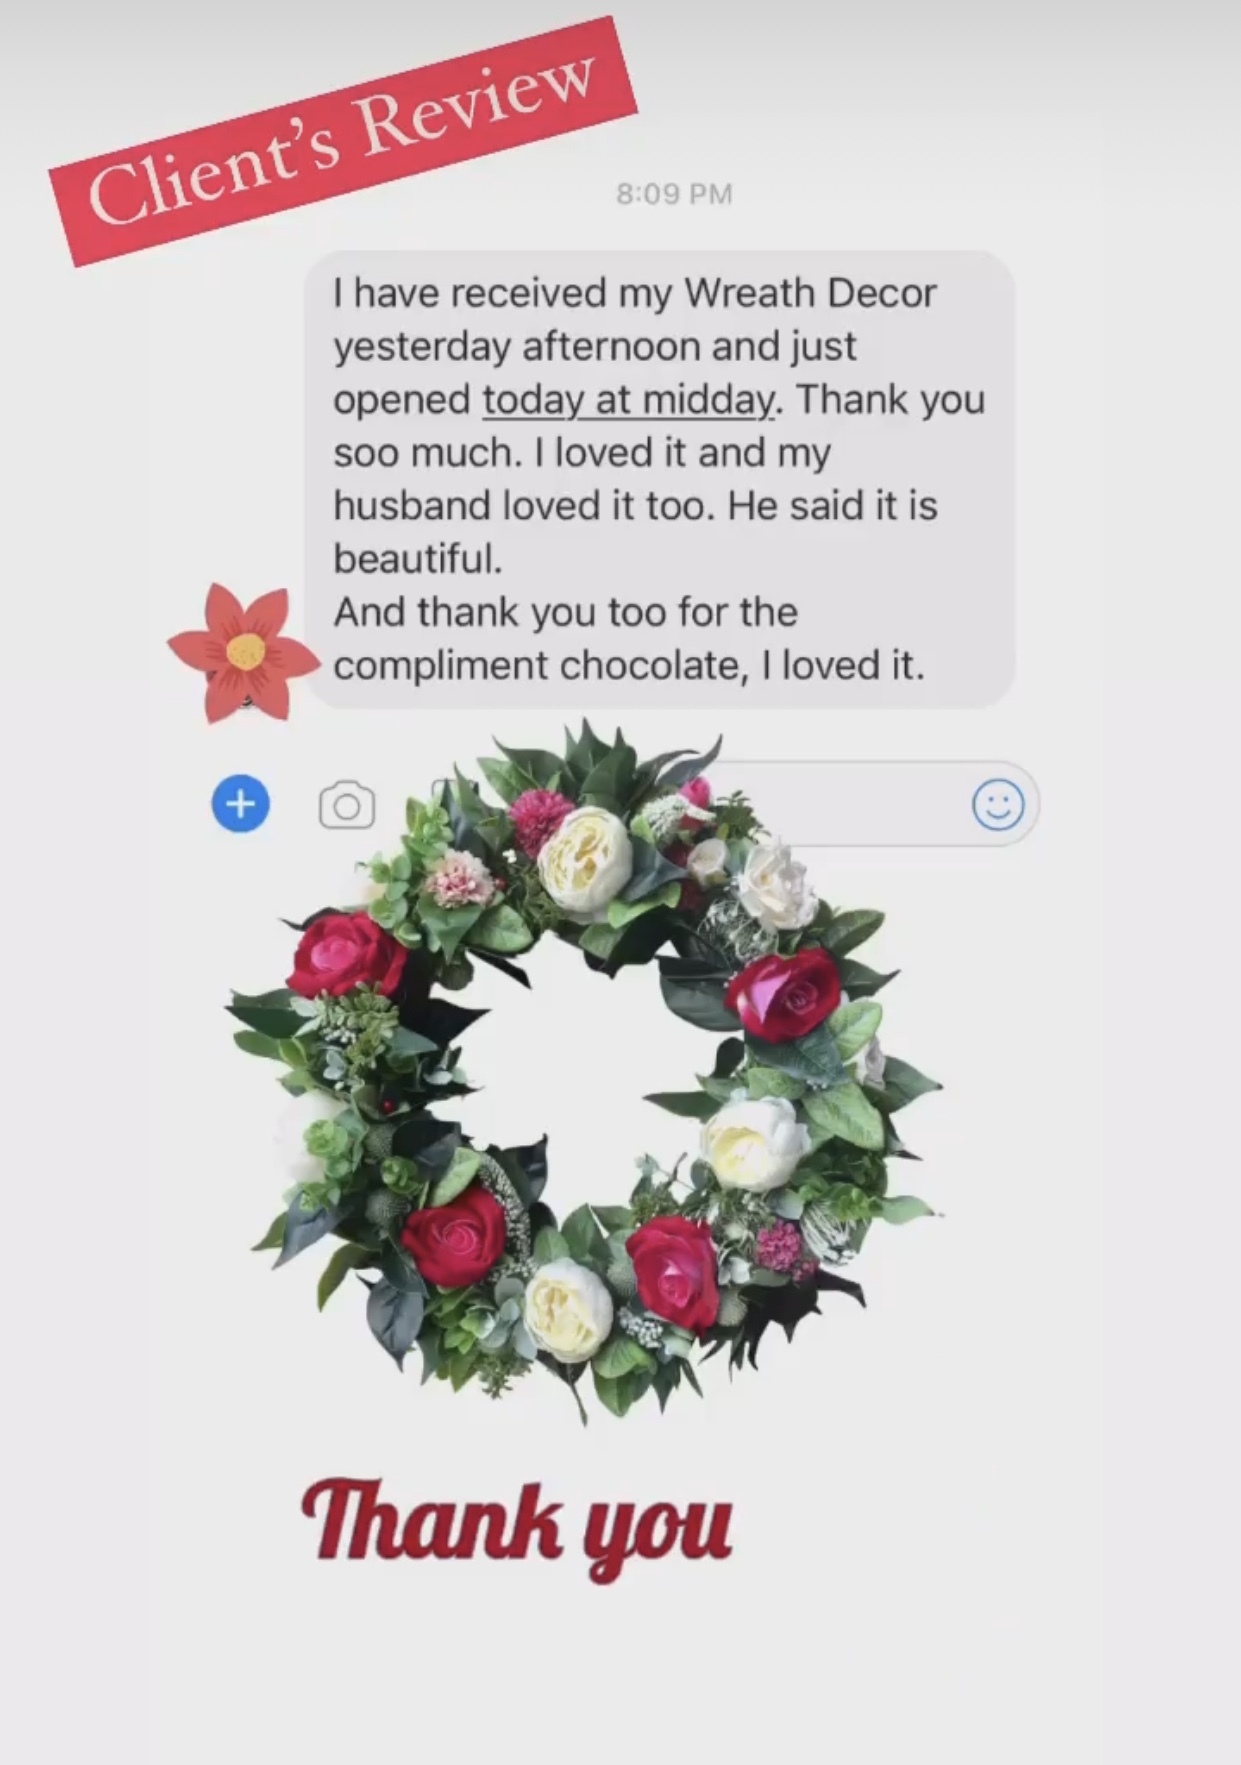 Client's Review
8:09 PM
I have received my Wreath Decor
yesterday afternoon and just
opened today at midday. Thank you
soo much. I loved it and my
husband loved it too. He said it is
beautiful.
And thank you too for the
compliment chocolate, I loved it.
Thank you